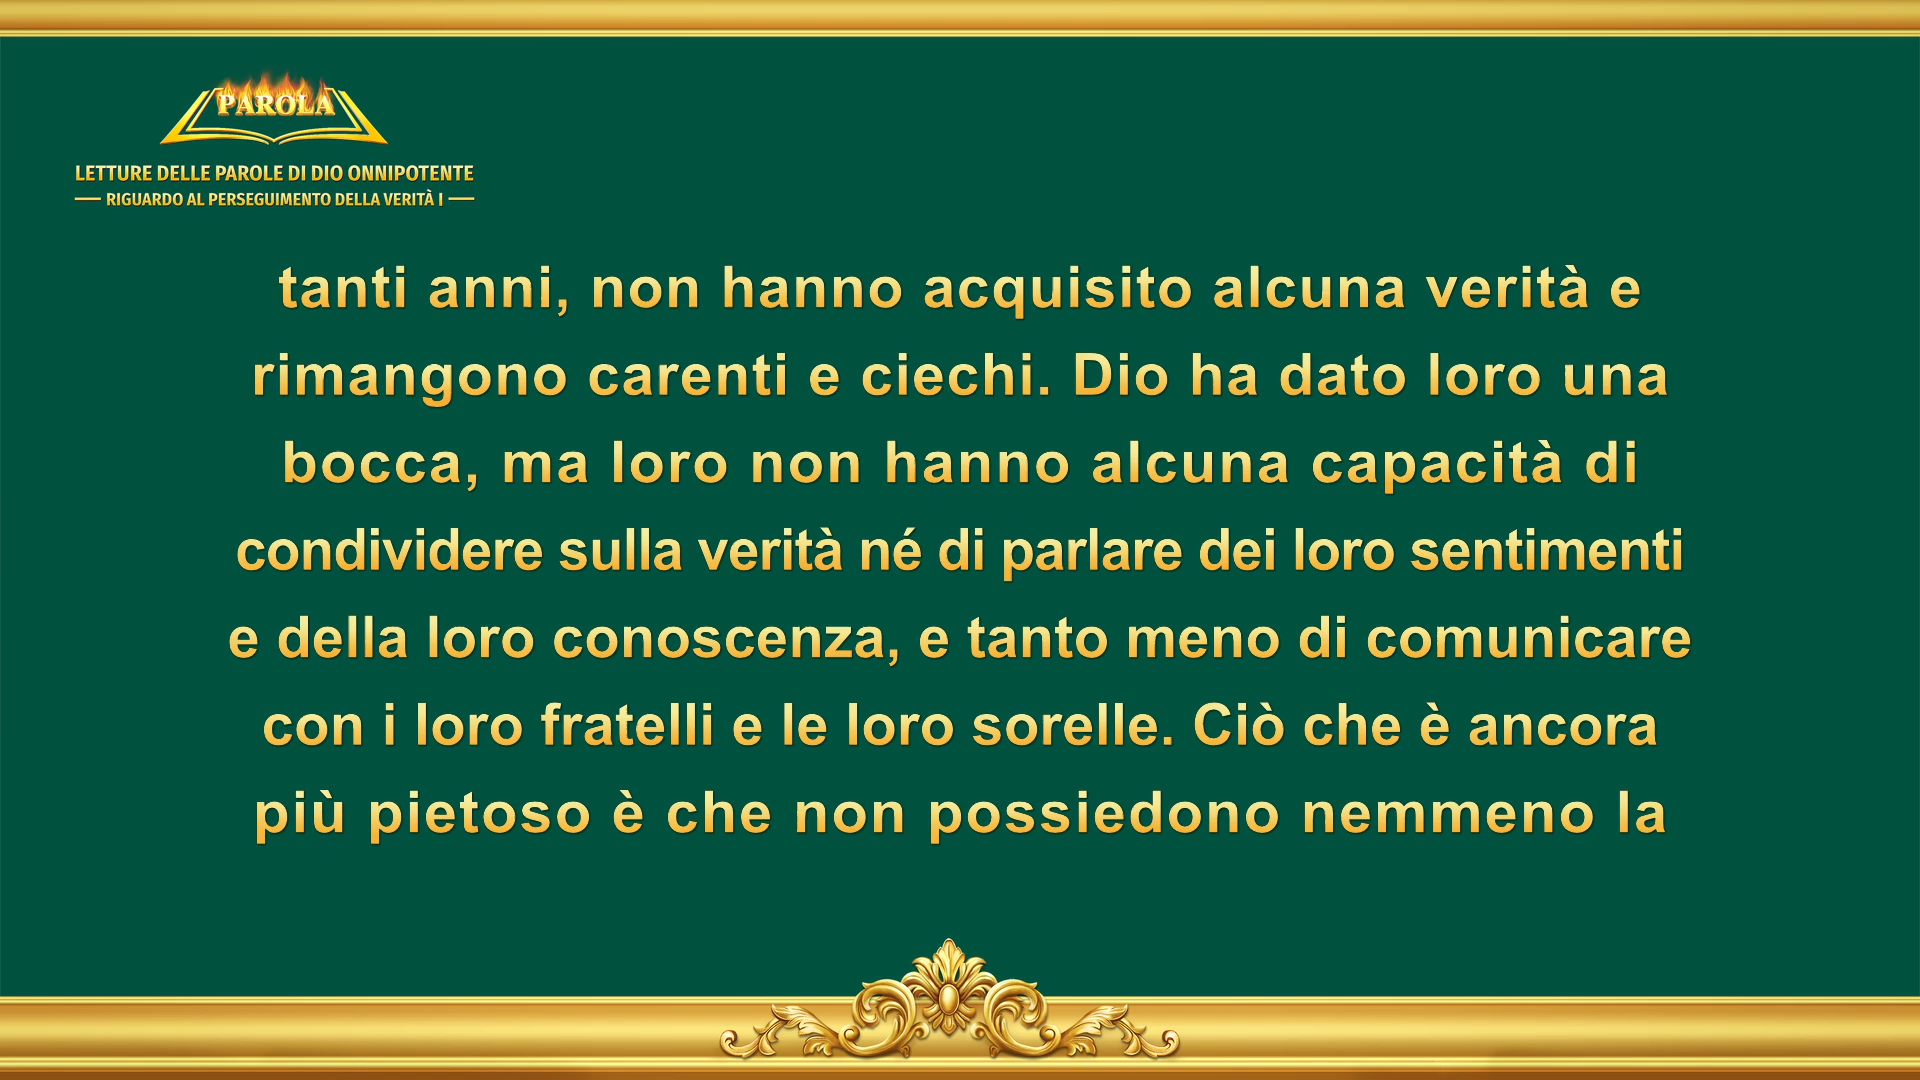 PAROLA
LETTURE DELLE PAROLE DI DIO ONNIPOTENTE
RIGUARDO AL PERSEGUIMENTO DELLA VERITÀ I
tanti anni, non hanno acquisito alcuna verità e
rimangono carenti e ciechi. Dio ha dato loro una
bocca, ma loro non hanno alcuna capacità di
condividere sulla verità né di parlare dei loro sentimenti
e della loro conoscenza, e tanto meno di comunicare
con i loro fratelli e le loro sorelle. Ciò che è ancora
più pietoso è che non possiedono nemmeno la